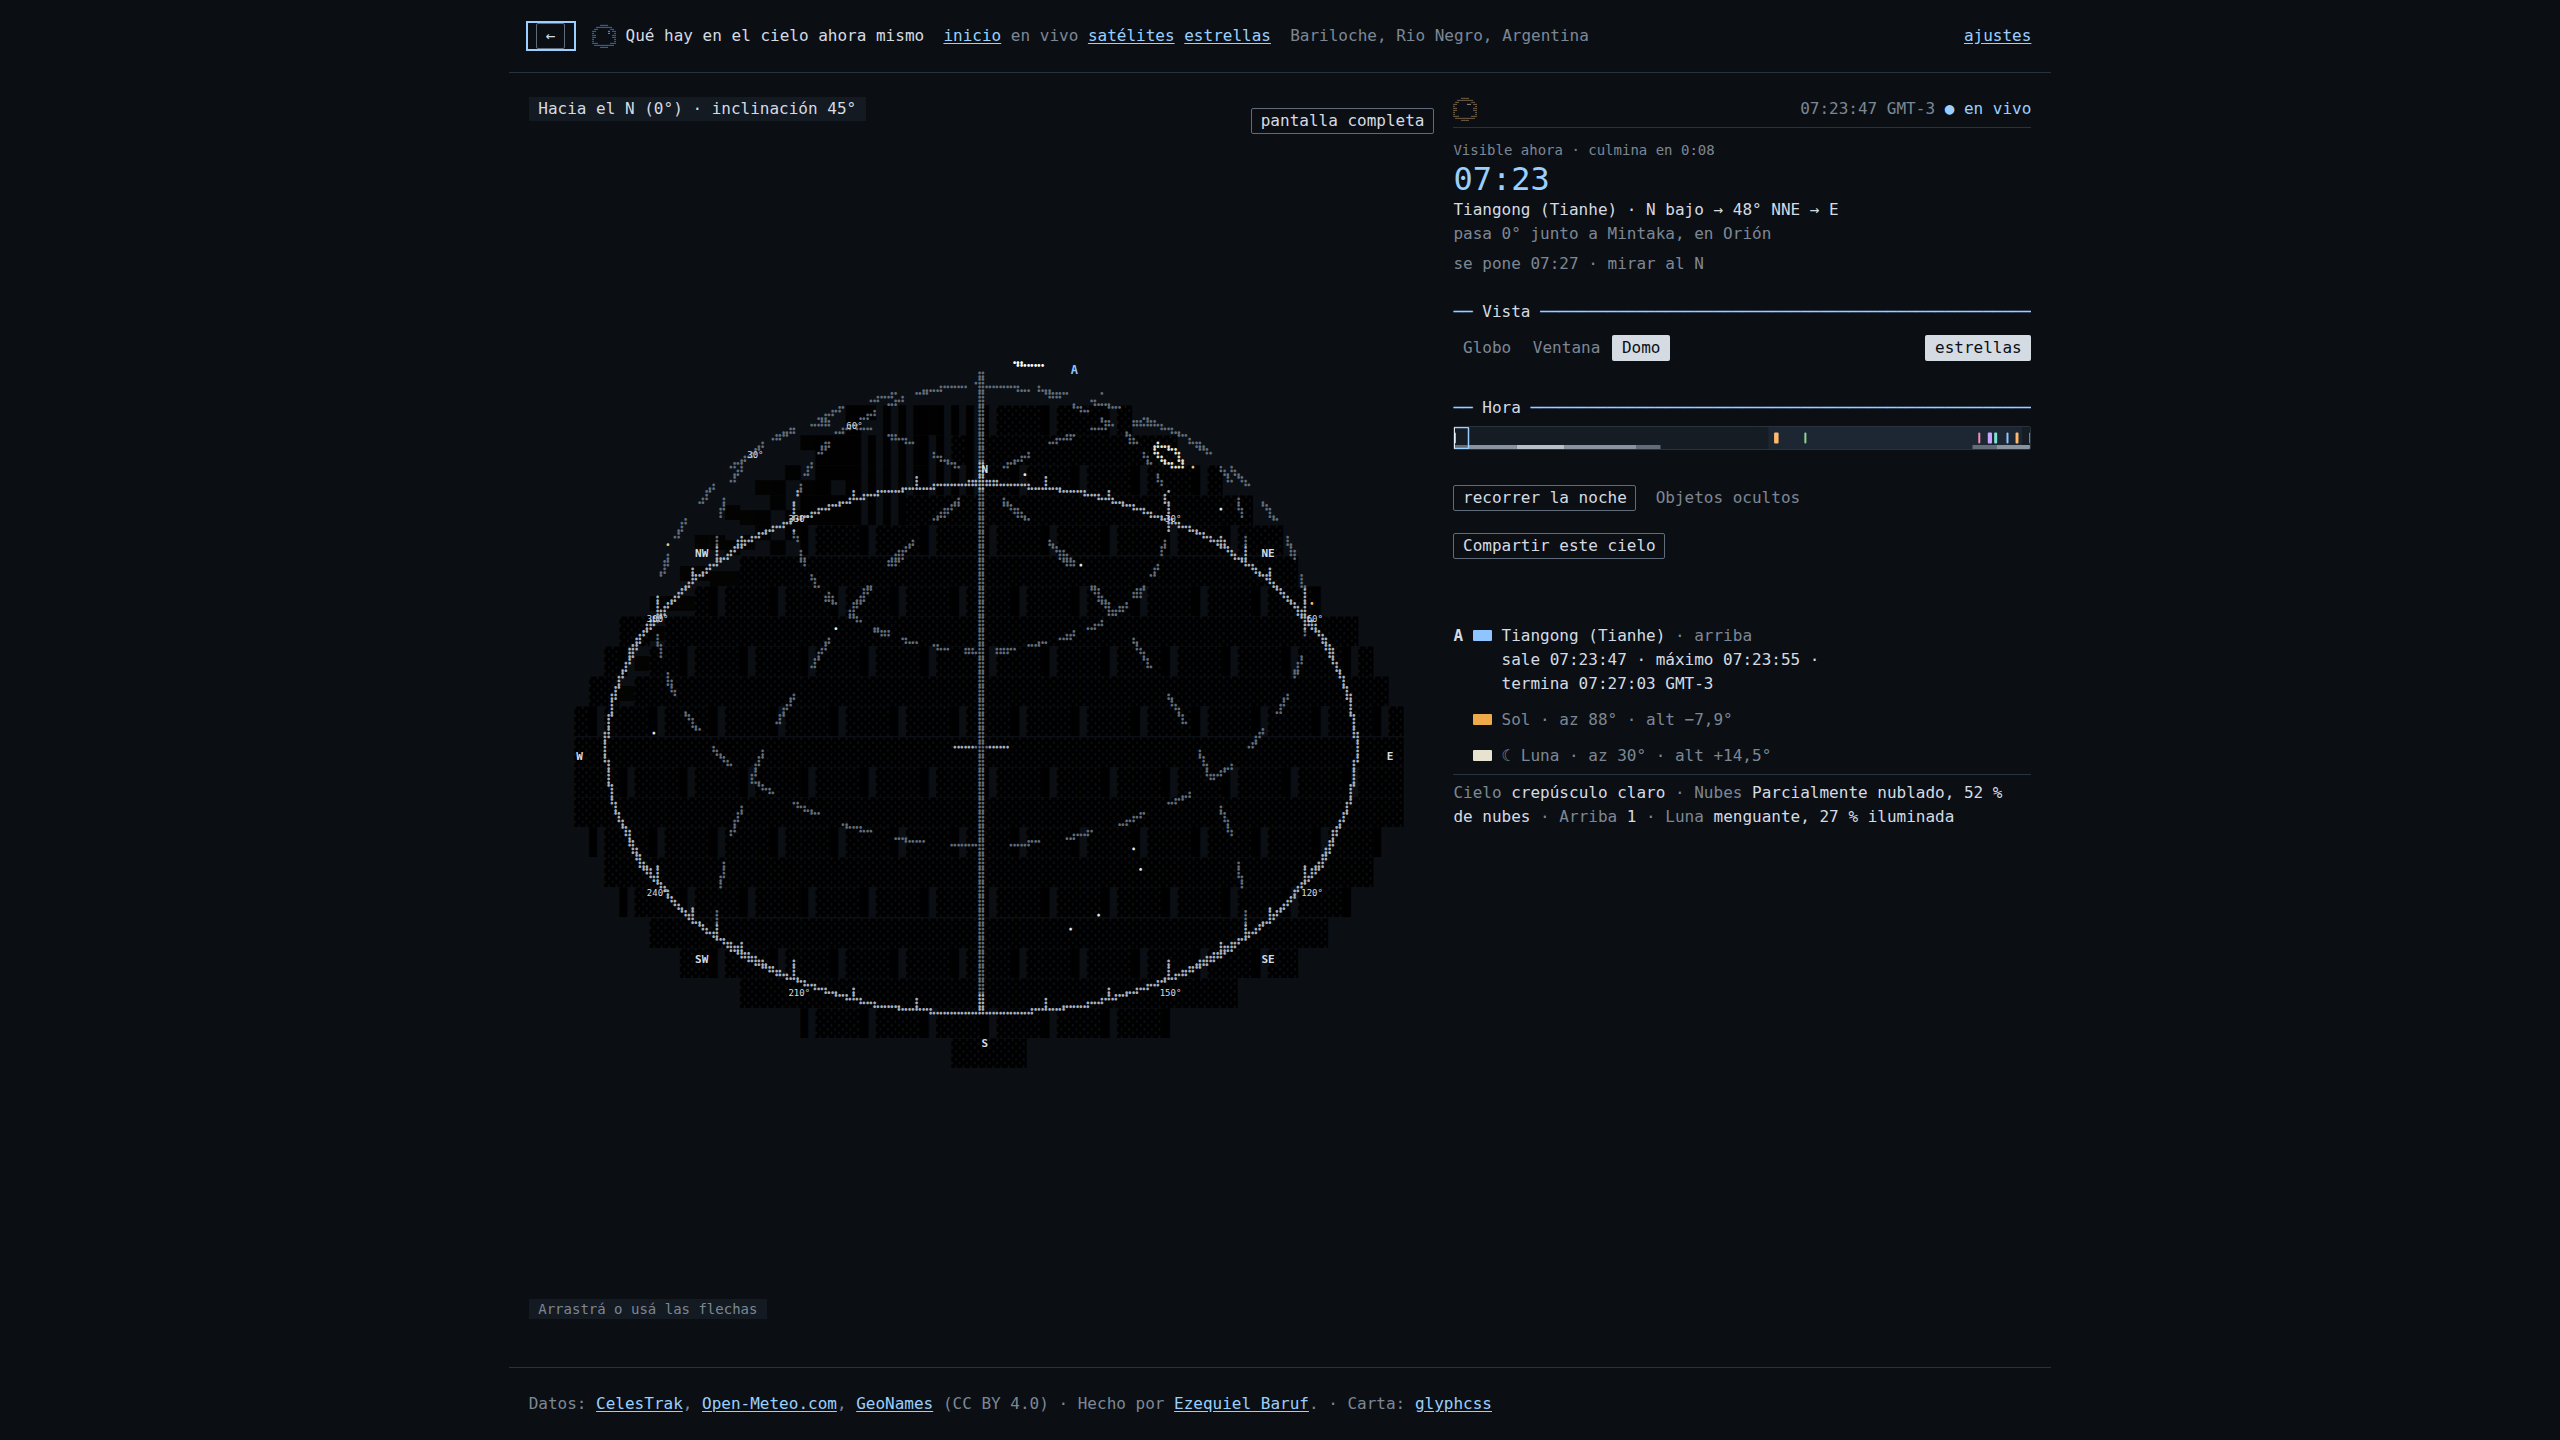 ← Qué hay en el cielo ahora mismo inicio en vivo satélites estrellas Bariloche, Rio Negro, Argentina ajustes
Hacia el N (0°) · inclinación 45°
pantalla completa
A
60°
30°
N
330°
30°
NW
NE
300°
60°
W
E
240°
120°
SW
SE
210°
150°
S
Arrastrá o usá las flechas
07:23:47 GMT-3 ● en vivo
Visible ahora · culmina en 0:08
07:23
Tiangong (Tianhe) · N bajo → 48° NNE → E
pasa 0° junto a Mintaka, en Orión
se pone 07:27 · mirar al N
Vista
Globo Ventana Domo estrellas
Hora
recorrer la noche Objetos ocultos
Compartir este cielo
A Tiangong (Tianhe) · arriba
sale 07:23:47 · máximo 07:23:55 ·
termina 07:27:03 GMT-3
Sol · az 88° · alt −7,9°
☾ Luna · az 30° · alt +14,5°
Cielo crepúsculo claro · Nubes Parcialmente nublado, 52 %
de nubes · Arriba 1 · Luna menguante, 27 % iluminada
Datos: CelesTrak, Open-Meteo.com, GeoNames (CC BY 4.0) · Hecho por Ezequiel Baruf. · Carta: glyphcss